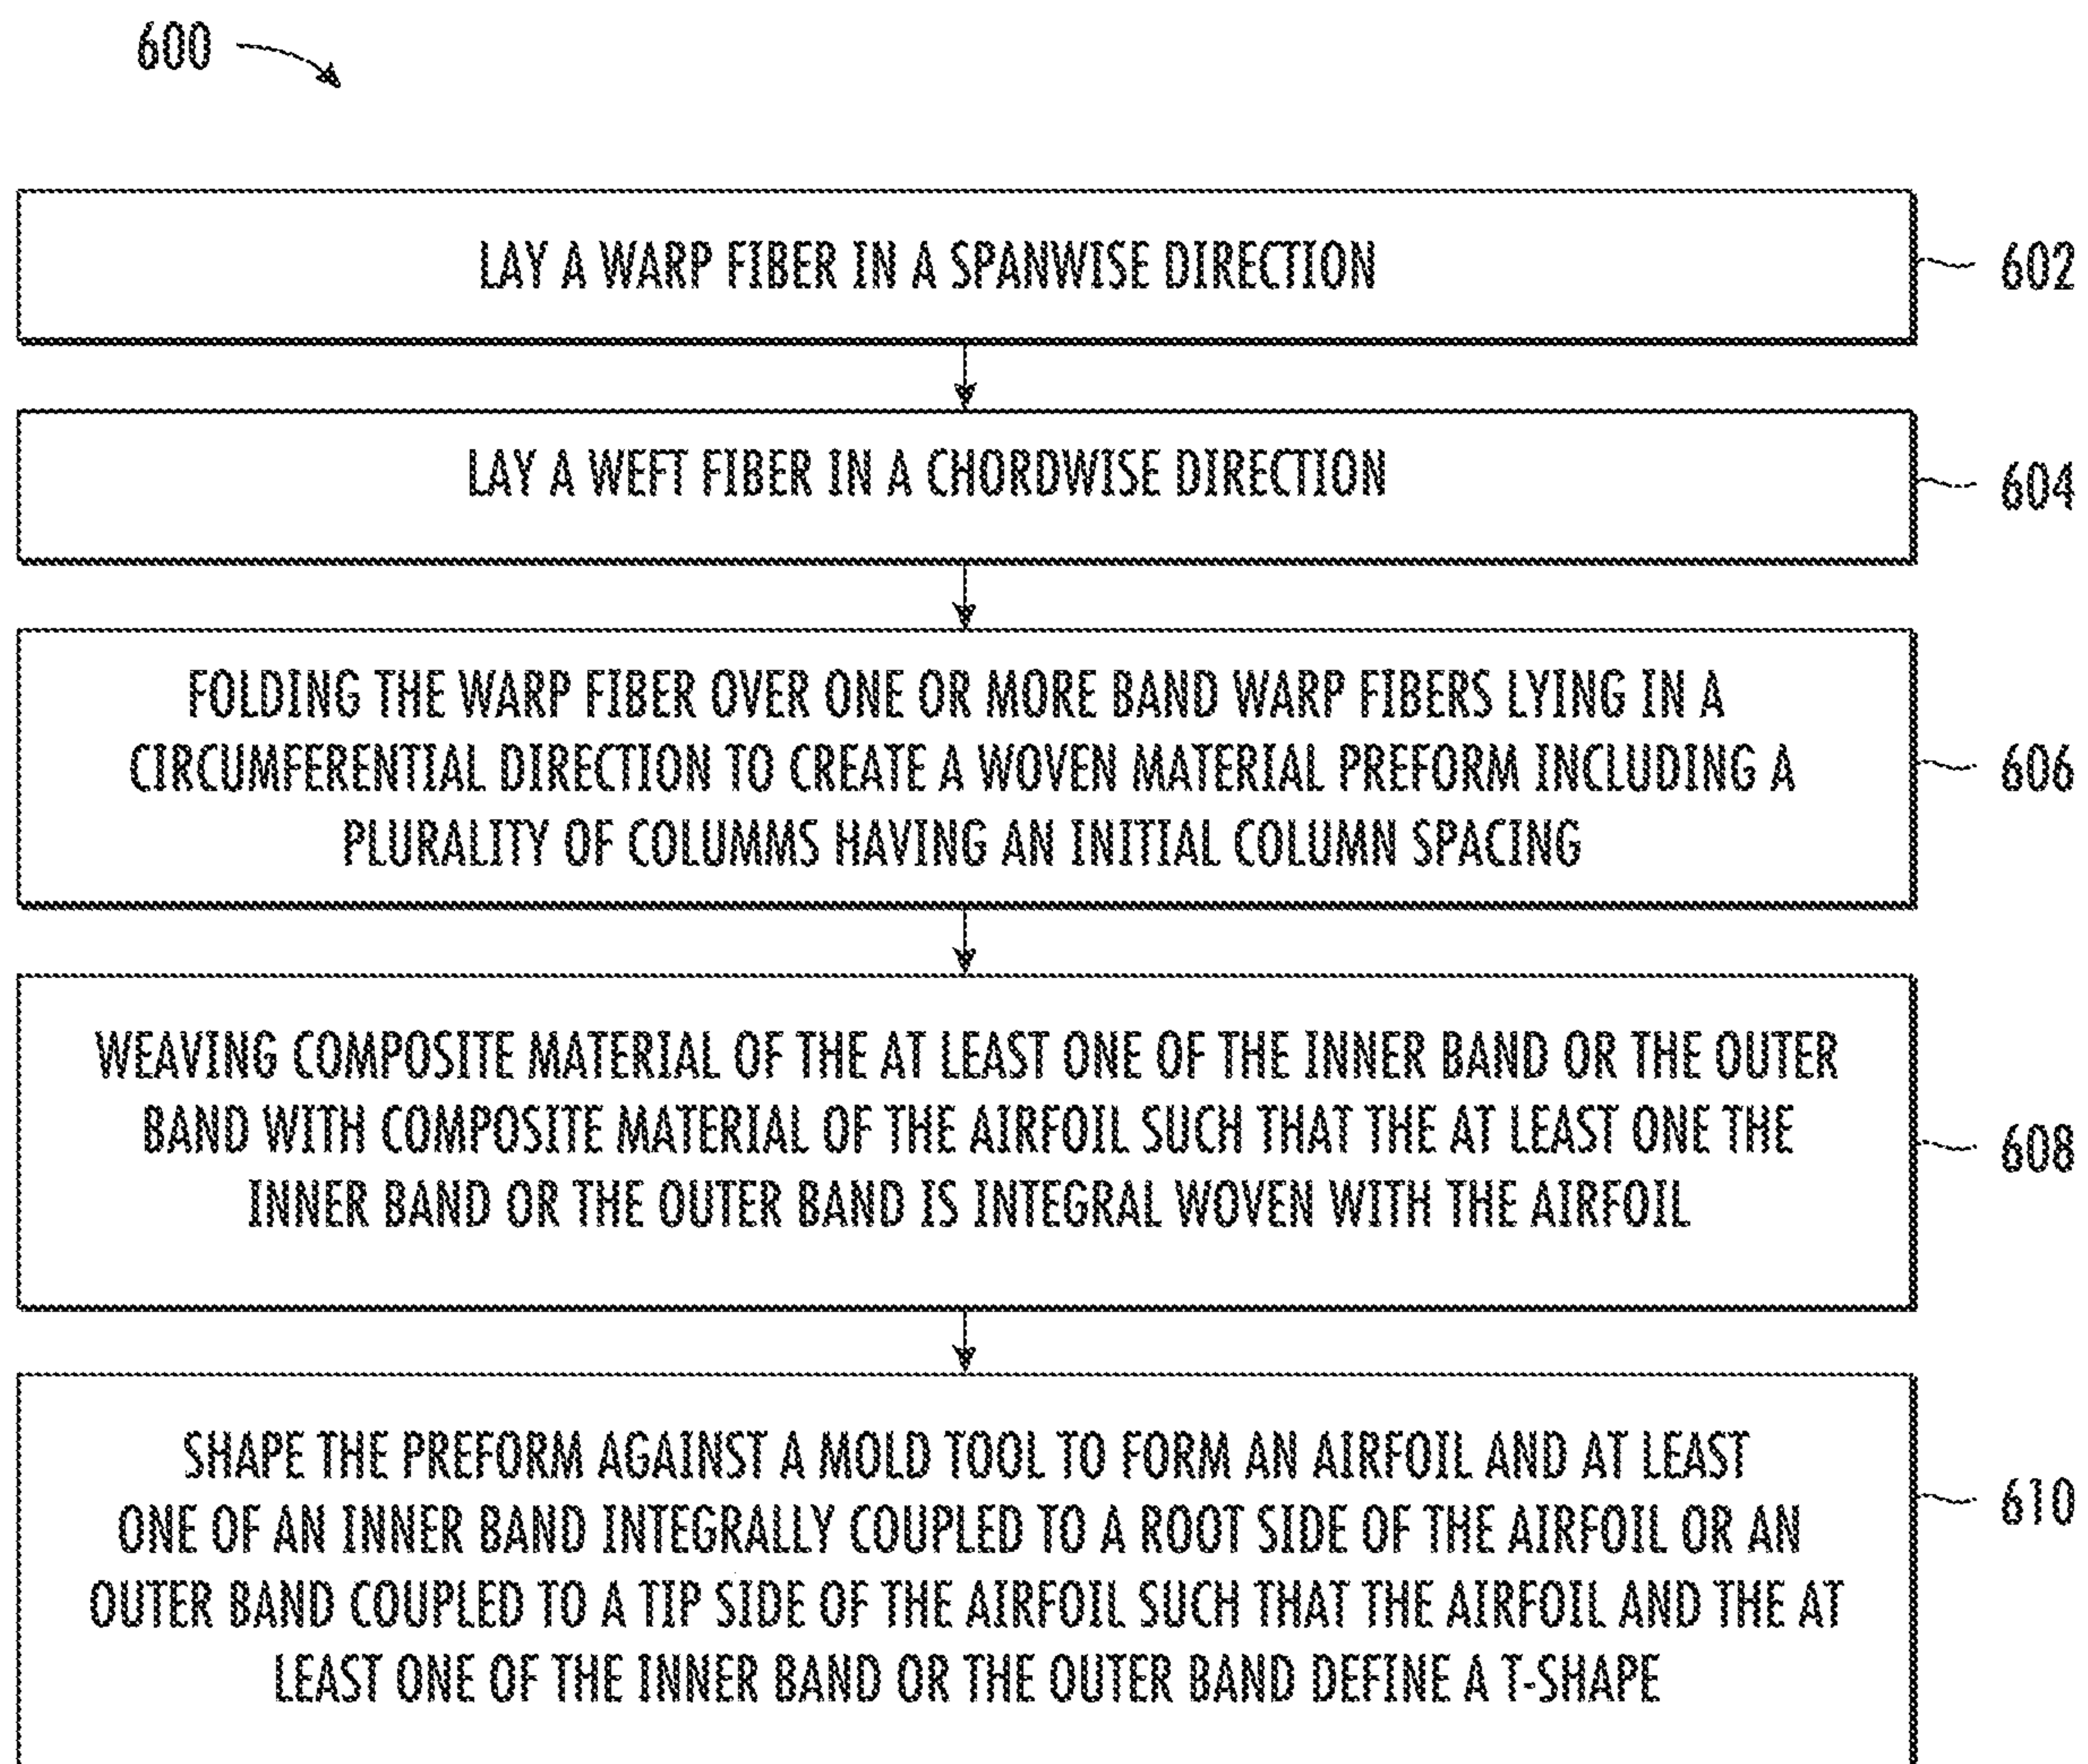 600
LAY A WARP FIBER IN A SPANWISE DIRECTION
602
LAY A WEFT FIBER IN A CHORDWISE DIRECTION
604
FOLDING THE WARP FIBER OVER ONE OR MORE BAND WARP FIBERS LYING IN A
CIRCUMFERENTIAL DIRECTION TO CREATE A WOVEN MATERIAL PREFORM INCLUDING A
PLURALITY OF COLUMMS HAVING AN INITIAL COLUMN SPACING
606
WEAVING COMPOSITE MATERIAL OF THE AT LEAST ONE OF THE INNER BAND OR THE OUTER
BAND WITH COMPOSITE MATERIAL OF THE AIRFOIL SUCH THAT THE AT LEAST ONE THE
INNER BAND OR THE OUTER BAND IS INTEGRAL WOVEN WITH THE AIRFOIL
608
SHAPE THE PREFORM AGAINST A MOLD TOOL TO FORM AN AIRFOIL AND AT LEAST
ONE OF AN INNER BAND INTEGRALLY COUPLED TO A ROOT SIDE OF THE AIRFOIL OR AN
OUTER BAND COUPLED TO A TIP SIDE OF THE AIRFOIL SUCH THAT THE AIRFOIL AND THE AT
LEAST ONE OF THE INNER BAND OR THE OUTER BAND DEFINE A T-SHAPE
610